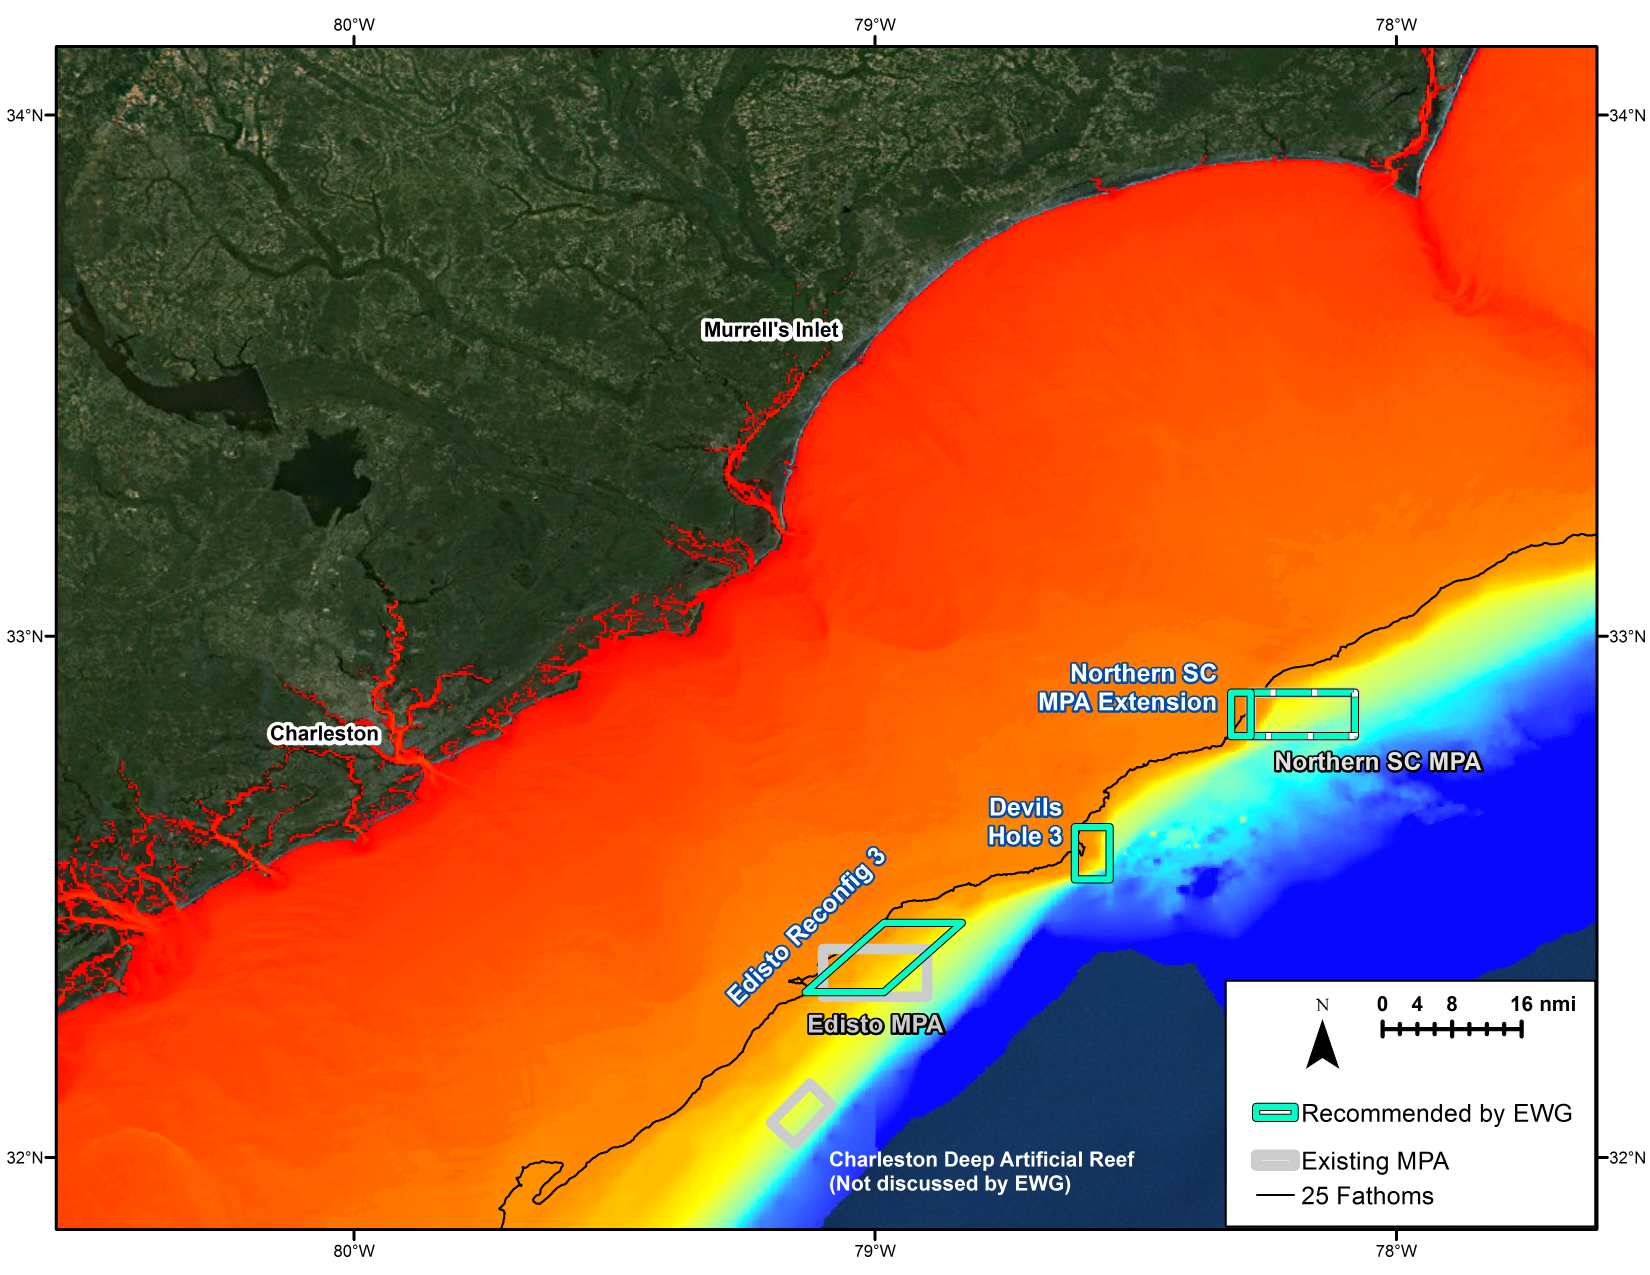 80°W
79°W
78°W
34°N
34°N
Murrell's Inlet
33°N
33°N
Northern SC
MPA Extension
Charleston
Northern SC MPA
Devils
Hole 3
Edisto Reconfig 3
Edisto MPA
N
0 4 8 16 nmi
Recommended by EWG
Existing MPA
25 Fathoms
Charleston Deep Artificial Reef
(Not discussed by EWG)
32°N
32°N
80°W
79°W
78°W